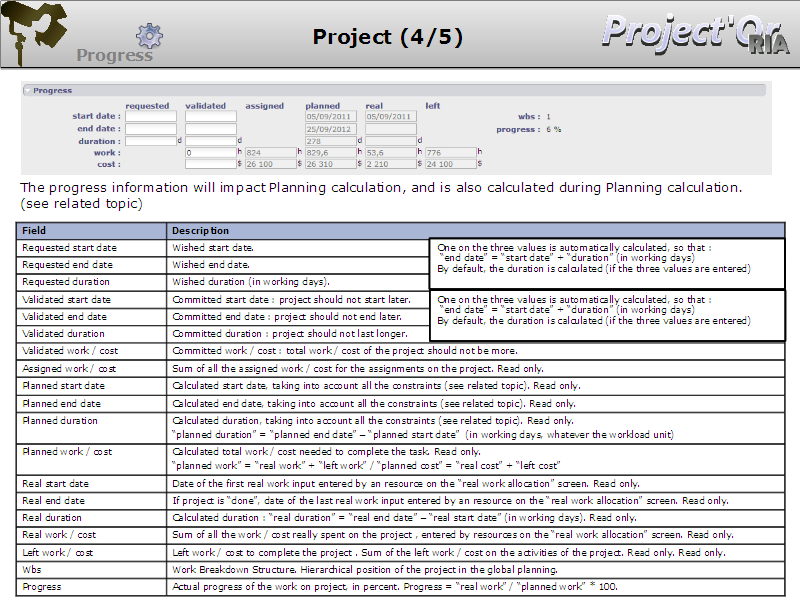 Project (4/5)
Progress
Project'Or
RIA
Progress
requested validated assigned planned real left
start date : 05/09/2011 05/09/2011 wbs : 1
end date : 25/09/2012 progress : 6 %
duration : d d 278 d d
work : 0 h 824 h 829,6 h 53,6 h 776 h
cost : $ 26 100 $ 26 310 $ 2 210 $ 24 100 $
The progress information will impact Planning calculation, and is also calculated during Planning calculation.
(see related topic)
Field Description
Requested start date Wished start date.
Requested end date Wished end date.
Requested duration Wished duration (in working days).
One on the three values is automatically calculated, so that :
"end date" = "start date" + "duration" (in working days)
By default, the duration is calculated (if the three values are entered)
Validated start date Committed start date : project should not start later.
Validated end date Committed end date : project should not end later.
Validated duration Committed duration : project should not last longer.
One on the three values is automatically calculated, so that :
"end date" = "start date" + "duration" (in working days)
By default, the duration is calculated (if the three values are entered)
Validated work / cost Committed work / cost : total work / cost of the project should not be more.
Assigned work / cost Sum of all the assigned work / cost for the assignments on the project. Read only.
Planned start date Calculated start date, taking into account all the constraints (see related topic). Read only.
Planned end date Calculated end date, taking into account all the constraints (see related topic). Read only.
Planned duration Calculated duration, taking into account all the constraints (see related topic). Read only.
"planned duration" = "planned end date" – "planned start date" (in working days, whatever the workload unit)
Planned work / cost Calculated total work / cost needed to complete the task. Read only.
"planned work" = "real work" + "left work" / "planned cost" = "real cost" + "left cost"
Real start date Date of the first real work input entered by an resource on the "real work allocation" screen. Read only.
Real end date If project is "done", date of the last real work input entered by an resource on the "real work allocation" screen. Read only.
Real duration Calculated duration : "real duration" = "real end date" – "real start date" (in working days). Read only.
Real work / cost Sum of all the work / cost really spent on the project , entered by resources on the "real work allocation" screen. Read only.
Left work / cost Left work / cost to complete the project . Sum of the left work / cost on the activities of the project. Read only. Read only.
Wbs Work Breakdown Structure. Hierarchical position of the project in the global planning.
Progress Actual progress of the work on project, in percent. Progress = "real work" / "planned work" * 100.